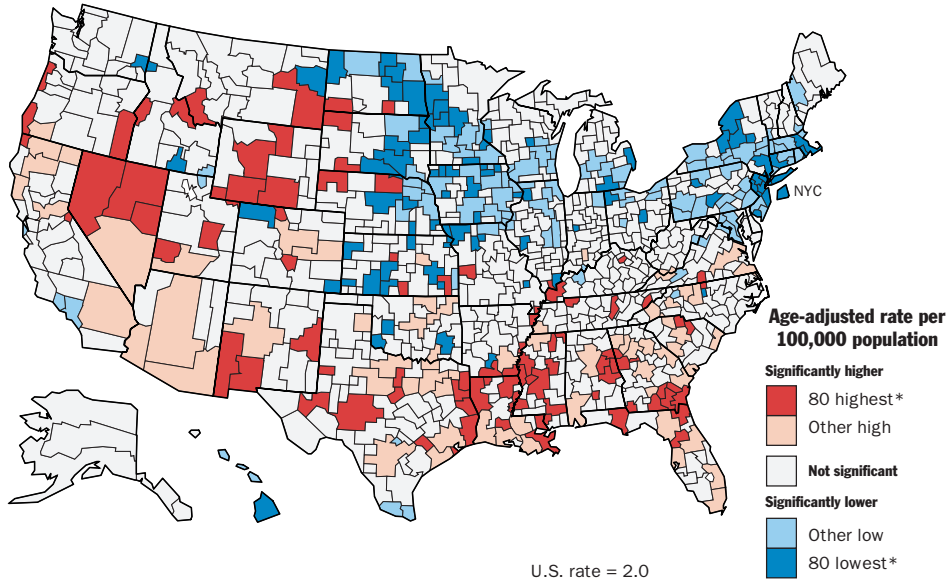 NYC
Age-adjusted rate per
100,000 population
Significantly higher
80 highest*
Other high
Not significant
Significantly lower
Other low
80 lowest*
U.S. rate = 2.0